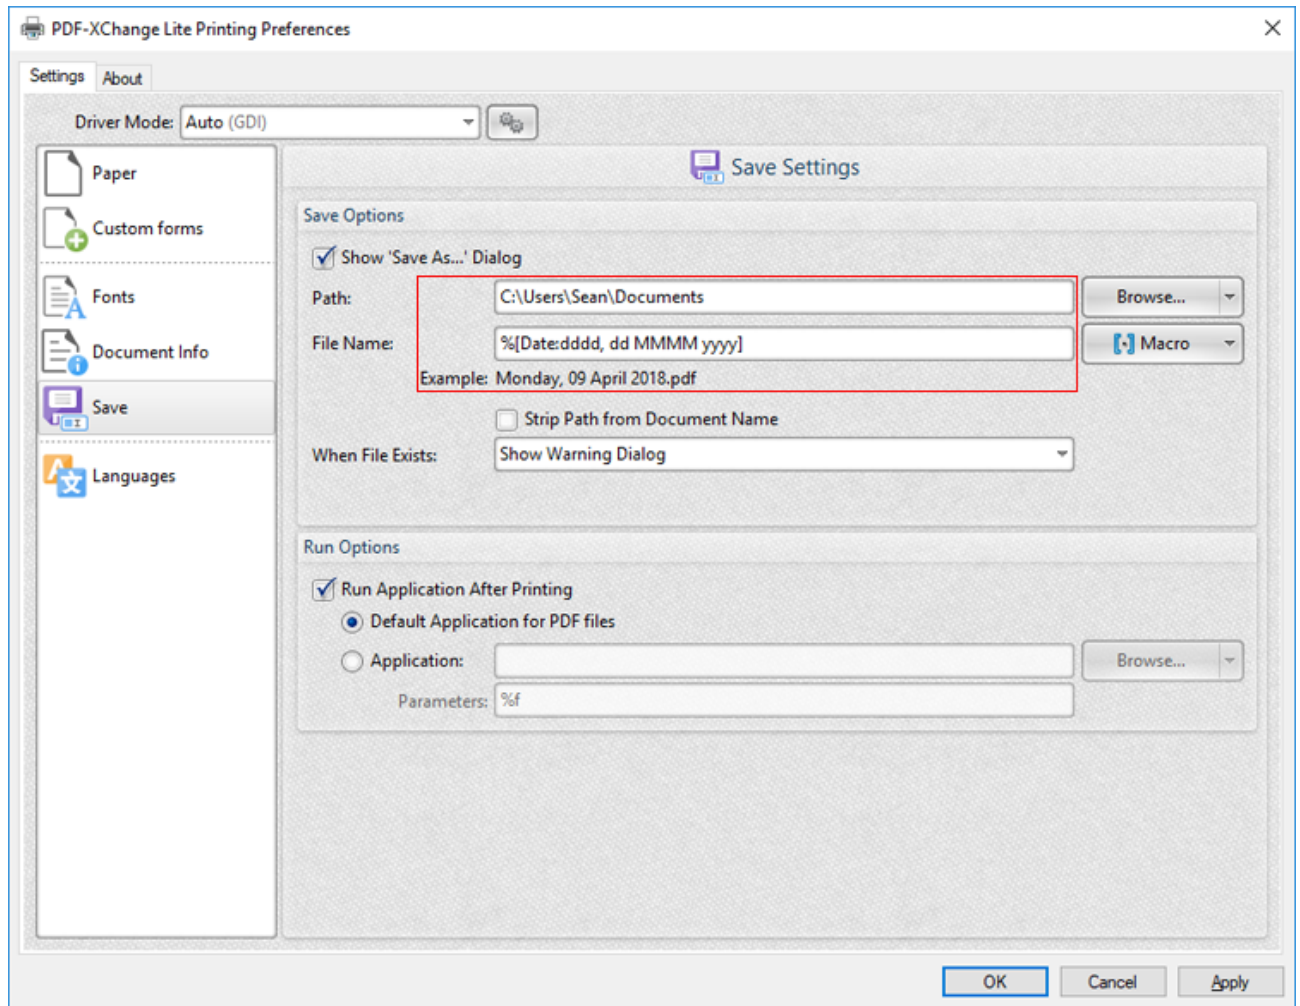 PDF-XChange Lite Printing Preferences
Settings About
Driver Mode: Auto (GDI)
Paper
Custom forms
Fonts
Document Info
Save
Languages
Save Settings
Save Options
Show 'Save As...' Dialog
Path: C:\Users\Sean\Documents Browse...
File Name: %[Date:dddd, dd MMMM yyyy] Macro
Example: Monday, 09 April 2018.pdf
Strip Path from Document Name
When File Exists: Show Warning Dialog
Run Options
Run Application After Printing
Default Application for PDF files
Application: Browse...
Parameters: %f
OK Cancel Apply